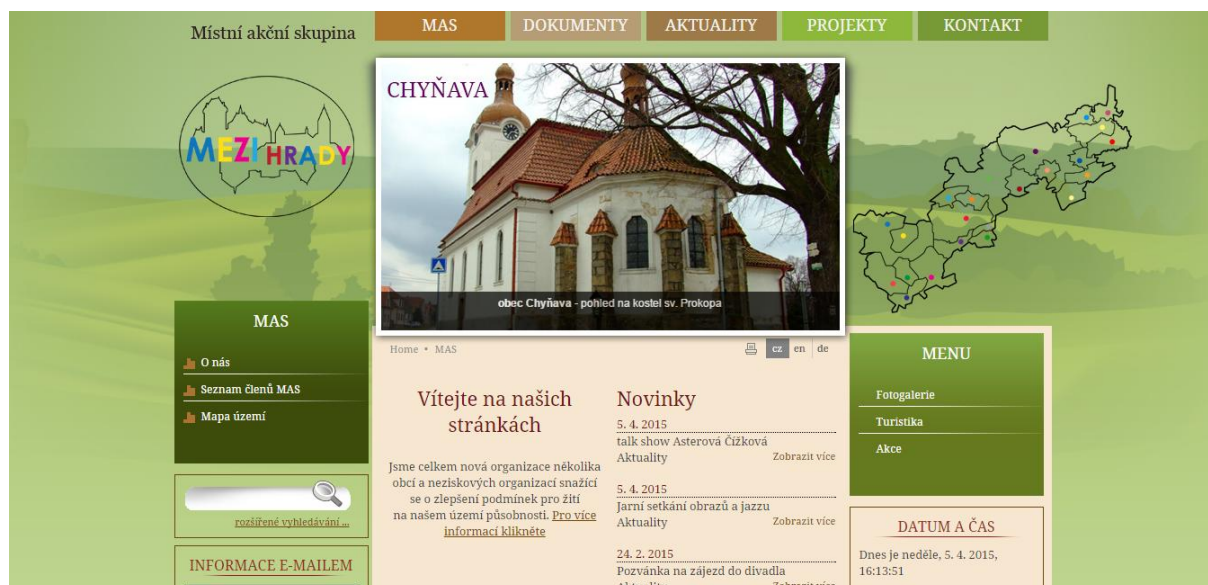 Místní akční skupina
MAS
DOKUMENTY
AKTUALITY
PROJEKTY
KONTAKT
MEZI HRADY
CHYŇAVA
obec Chyňava - pohled na kostel sv. Prokopa
MAS
O nás
Seznam členů MAS
Mapa území
rozšířené vyhledávání ...
INFORMACE E-MAILEM
Home • MAS
cz en de
Vítejte na našich
stránkách
Jsme celkem nová organizace několika
obcí a neziskových organizací snažící
se o zlepšení podmínek pro žití
na našem území působnosti. Pro více
informací klikněte
Novinky
5. 4. 2015
talk show Asterová Čížková
Aktuality Zobrazit více
5. 4. 2015
Jarní setkání obrazů a jazzu
Aktuality Zobrazit více
24. 2. 2015
Pozvánka na zájezd do divadla
MENU
Fotogalerie
Turistika
Akce
DATUM A ČAS
Dnes je neděle, 5. 4. 2015,
16:13:51